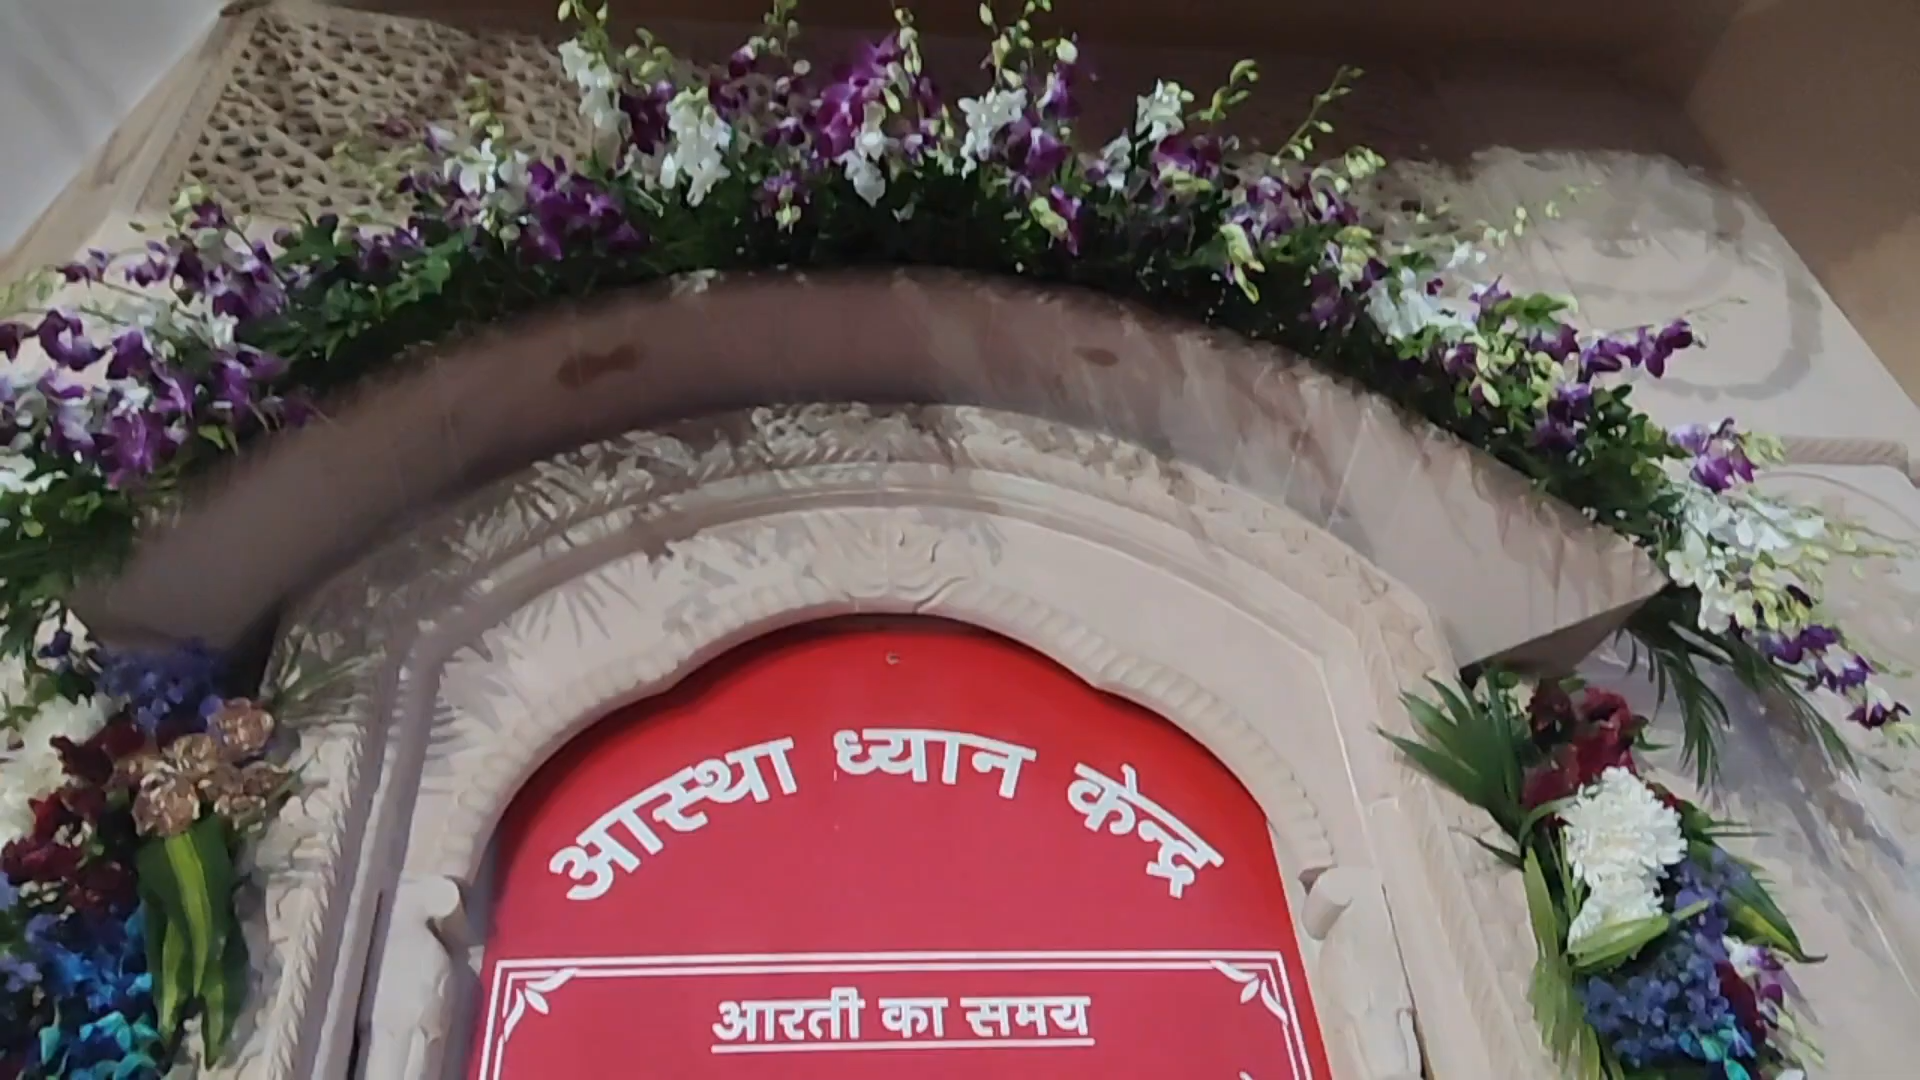 आस्था ध्यान केन्द्र
आरती का समय